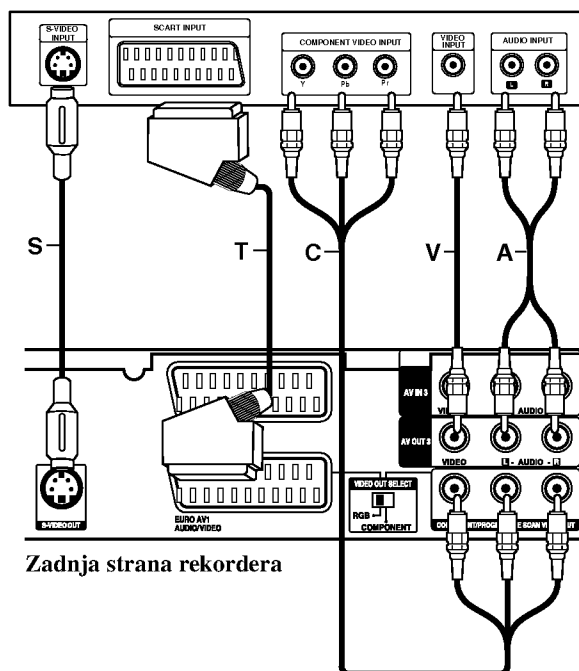 S-VIDEO
INPUT
SCART INPUT
COMPONENT VIDEO INPUT
VIDEO
INPUT
AUDIO INPUT
Y
Pb
Pr
L
R
S
T
C
V
A
AV IN 3
AUDIO
AV OUT 3
VIDEO
L - AUDIO - R
VIDEO OUT SELECT
RGB
COMPONENT
S-VIDEO OUT
EURO AV1
AUDIO/VIDEO
Zadnja strana rekordera